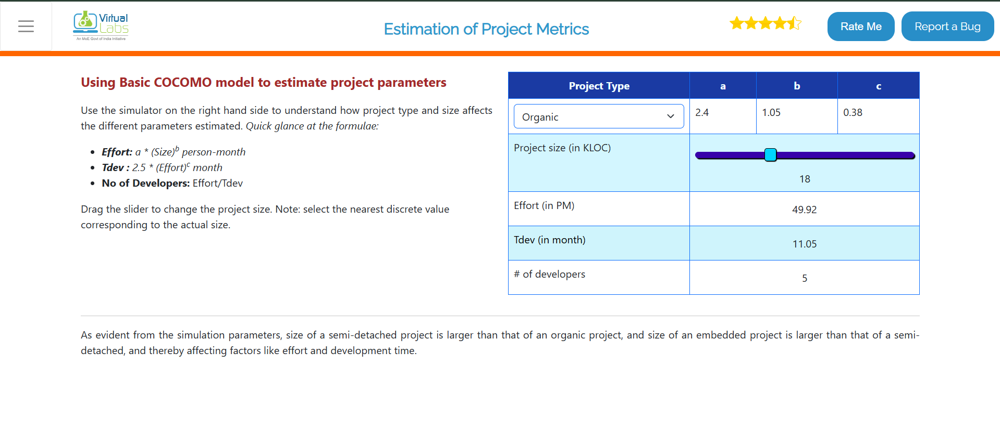 Virtual
Labs
An MoE Govt of India Initiative
Estimation of Project Metrics
Rate Me
Report a Bug
Using Basic COCOMO model to estimate project parameters
Use the simulator on the right hand side to understand how project type and size affects
the different parameters estimated. Quick glance at the formulae:
Effort: a * (Size)^b person-month
Tdev : 2.5 * (Effort)^c month
No of Developers: Effort/Tdev
Drag the slider to change the project size. Note: select the nearest discrete value
corresponding to the actual size.
Project Type a b c
Organic 2.4 1.05 0.38
Project size (in KLOC)
18
Effort (in PM) 49.92
Tdev (in month) 11.05
# of developers 5
As evident from the simulation parameters, size of a semi-detached project is larger than that of an organic project, and size of an embedded project is larger than that of a semi-
detached, and thereby affecting factors like effort and development time.